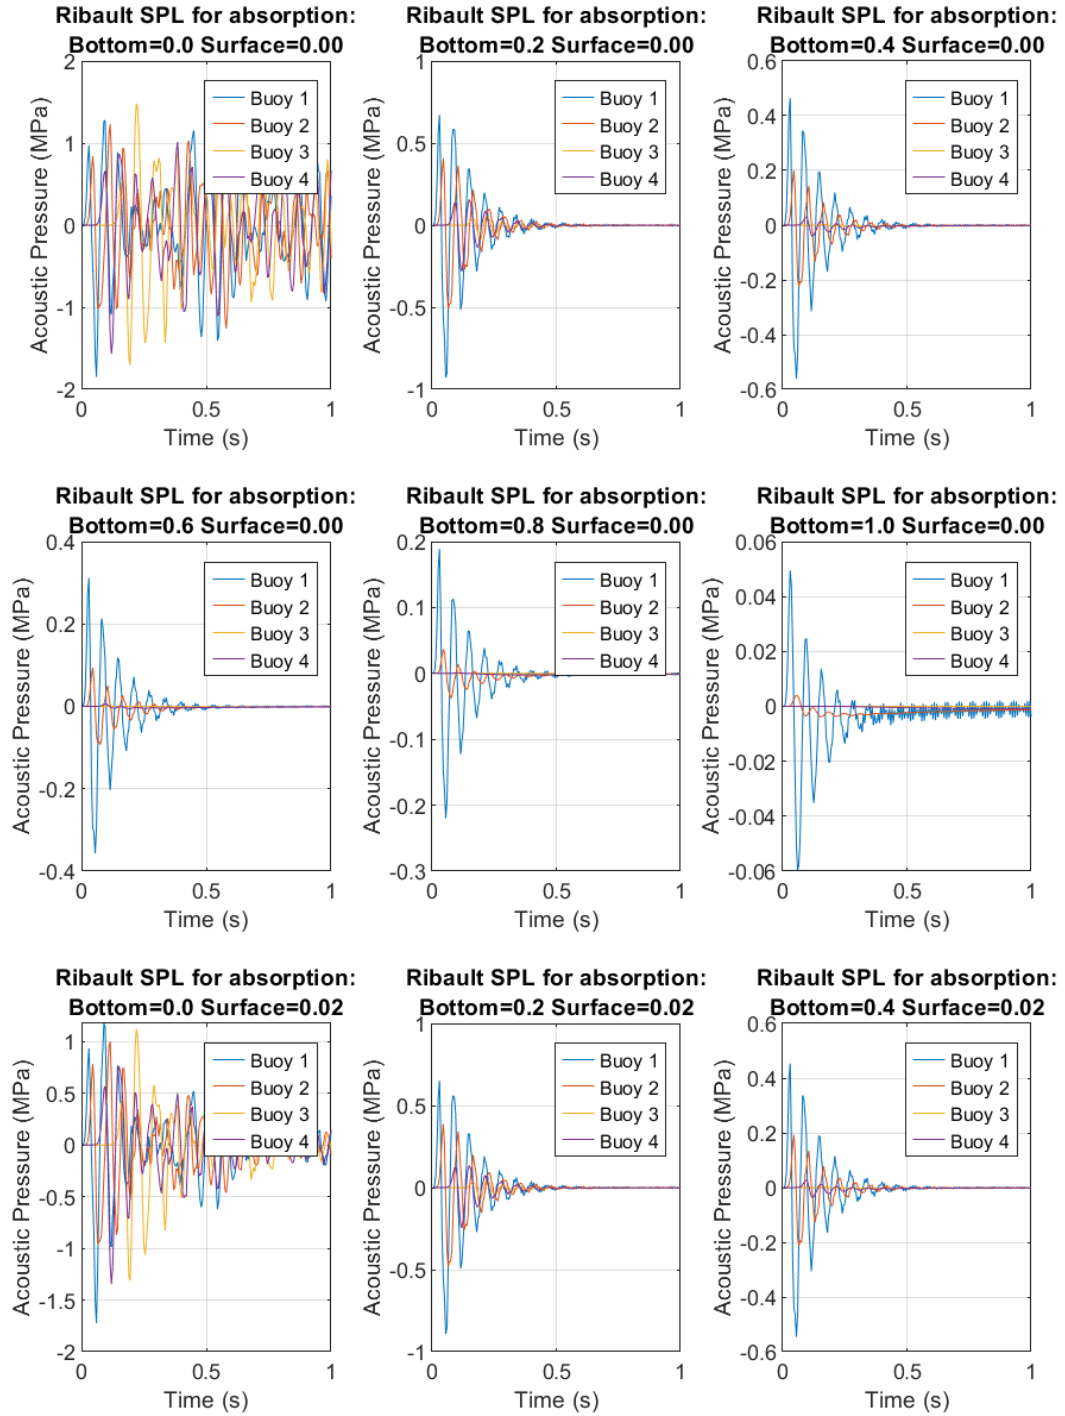 Ribault SPL for absorption:
Bottom=0.0 Surface=0.00
2
1
0
-1
-2
Acoustic Pressure (MPa)
0
0.5
1
Time (s)
Buoy 1
Buoy 2
Buoy 3
Buoy 4
Ribault SPL for absorption:
Bottom=0.2 Surface=0.00
1
0.5
0
-0.5
-1
Acoustic Pressure (MPa)
0
0.5
1
Time (s)
Buoy 1
Buoy 2
Buoy 3
Buoy 4
Ribault SPL for absorption:
Bottom=0.4 Surface=0.00
0.6
0.4
0.2
0
-0.2
-0.4
-0.6
Acoustic Pressure (MPa)
0
0.5
1
Time (s)
Buoy 1
Buoy 2
Buoy 3
Buoy 4
Ribault SPL for absorption:
Bottom=0.6 Surface=0.00
0.4
0.2
0
-0.2
-0.4
Acoustic Pressure (MPa)
0
0.5
1
Time (s)
Buoy 1
Buoy 2
Buoy 3
Buoy 4
Ribault SPL for absorption:
Bottom=0.8 Surface=0.00
0.2
0.1
0
-0.1
-0.2
-0.3
Acoustic Pressure (MPa)
0
0.5
1
Time (s)
Buoy 1
Buoy 2
Buoy 3
Buoy 4
Ribault SPL for absorption:
Bottom=1.0 Surface=0.00
0.06
0.04
0.02
0
-0.02
-0.04
-0.06
Acoustic Pressure (MPa)
0
0.5
1
Time (s)
Buoy 1
Buoy 2
Buoy 3
Buoy 4
Ribault SPL for absorption:
Bottom=0.0 Surface=0.02
1
0.5
0
-0.5
-1
-1.5
-2
Acoustic Pressure (MPa)
0
0.5
1
Time (s)
Buoy 1
Buoy 2
Buoy 3
Buoy 4
Ribault SPL for absorption:
Bottom=0.2 Surface=0.02
1
0.5
0
-0.5
-1
Acoustic Pressure (MPa)
0
0.5
1
Time (s)
Buoy 1
Buoy 2
Buoy 3
Buoy 4
Ribault SPL for absorption:
Bottom=0.4 Surface=0.02
0.6
0.4
0.2
0
-0.2
-0.4
-0.6
Acoustic Pressure (MPa)
0
0.5
1
Time (s)
Buoy 1
Buoy 2
Buoy 3
Buoy 4